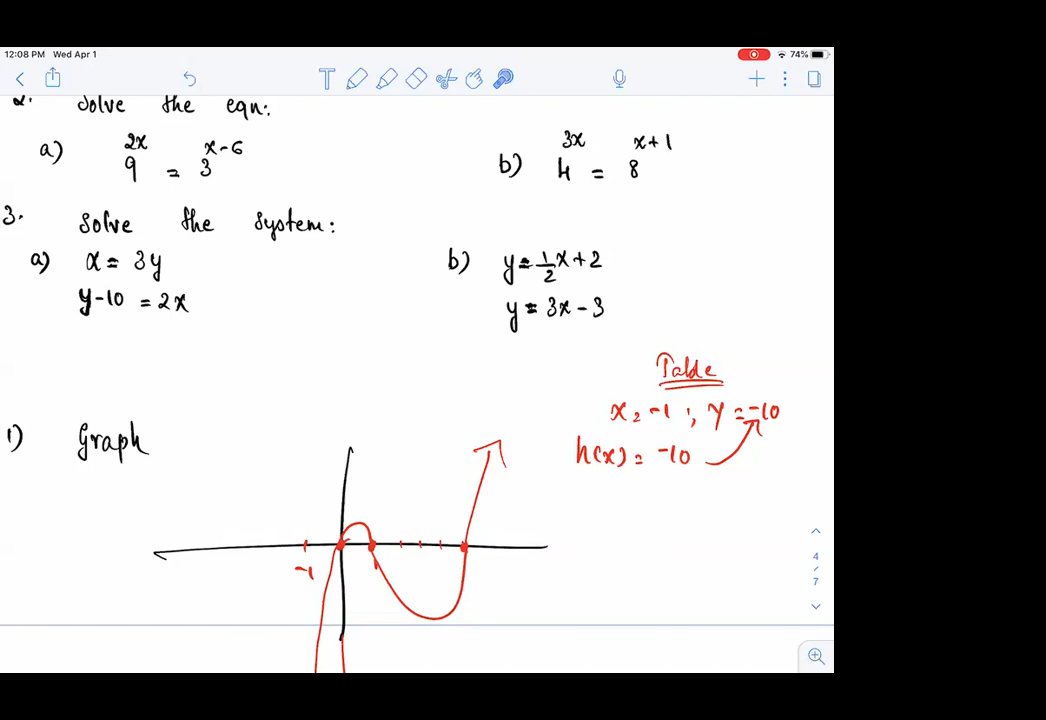 12:08 PM Wed Apr 1
74%
2. Solve the eqn:
a) 9^2x = 3^x-6
b) 4^3x = 8^x+1
3. Solve the system:
a) x = 3y
y-10 = 2x
b) y = 1/2 x + 2
y = 3x - 3
Table
x = -1 ; y = -10
h(x) = -10
1) Graph
-1
4
/
7